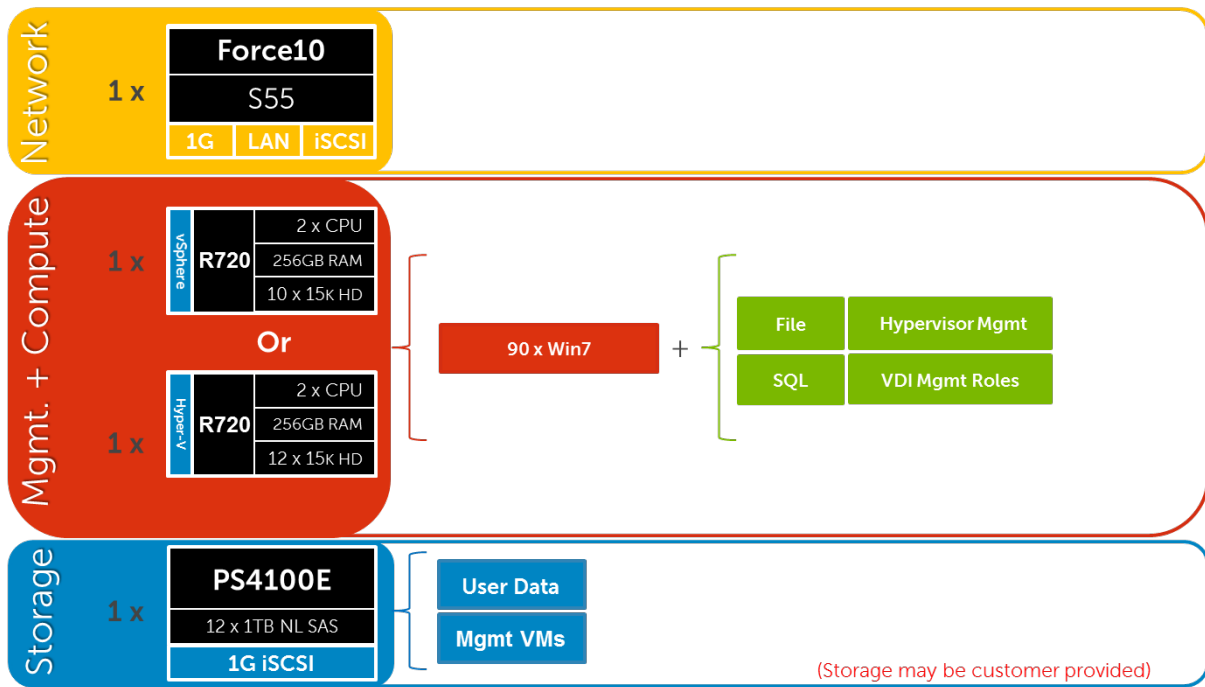 Network
1 x
Force10
S55
1G LAN iSCSI
Mgmt. + Compute
1 x
vSphere
R720
2 x CPU
256GB RAM
10 x 15K HD
Or
1 x
Hyper-V
R720
2 x CPU
256GB RAM
12 x 15K HD
90 x Win7
+
File
Hypervisor Mgmt
SQL
VDI Mgmt Roles
Storage
1 x
PS4100E
12 x 1TB NL SAS
1G iSCSI
User Data
Mgmt VMs
(Storage may be customer provided)